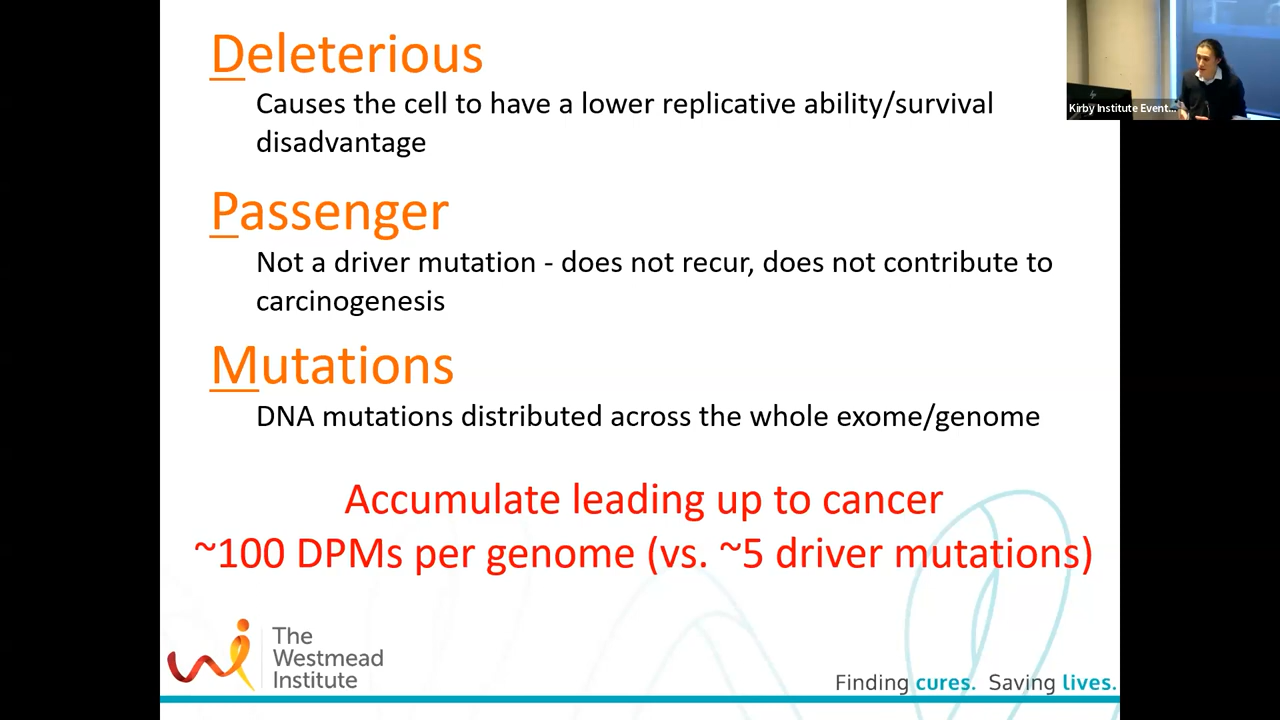 Deleterious
Causes the cell to have a lower replicative ability/survival
disadvantage
Passenger
Not a driver mutation - does not recur, does not contribute to
carcinogenesis
Mutations
DNA mutations distributed across the whole exome/genome
Accumulate leading up to cancer
~100 DPMs per genome (vs. ~5 driver mutations)
The
Westmead
Institute
Finding cures. Saving lives.
Kirby Institute Event...